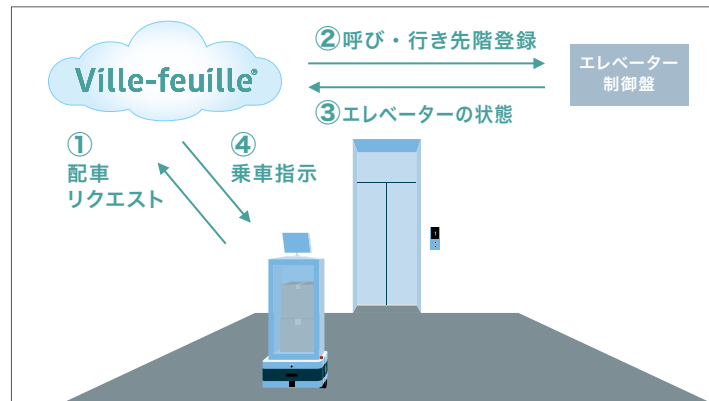 Ville-feuille®
②呼び・行き先階登録
エレベーター
制御盤
③エレベーターの状態
①
配車
リクエスト
④
乗車指示